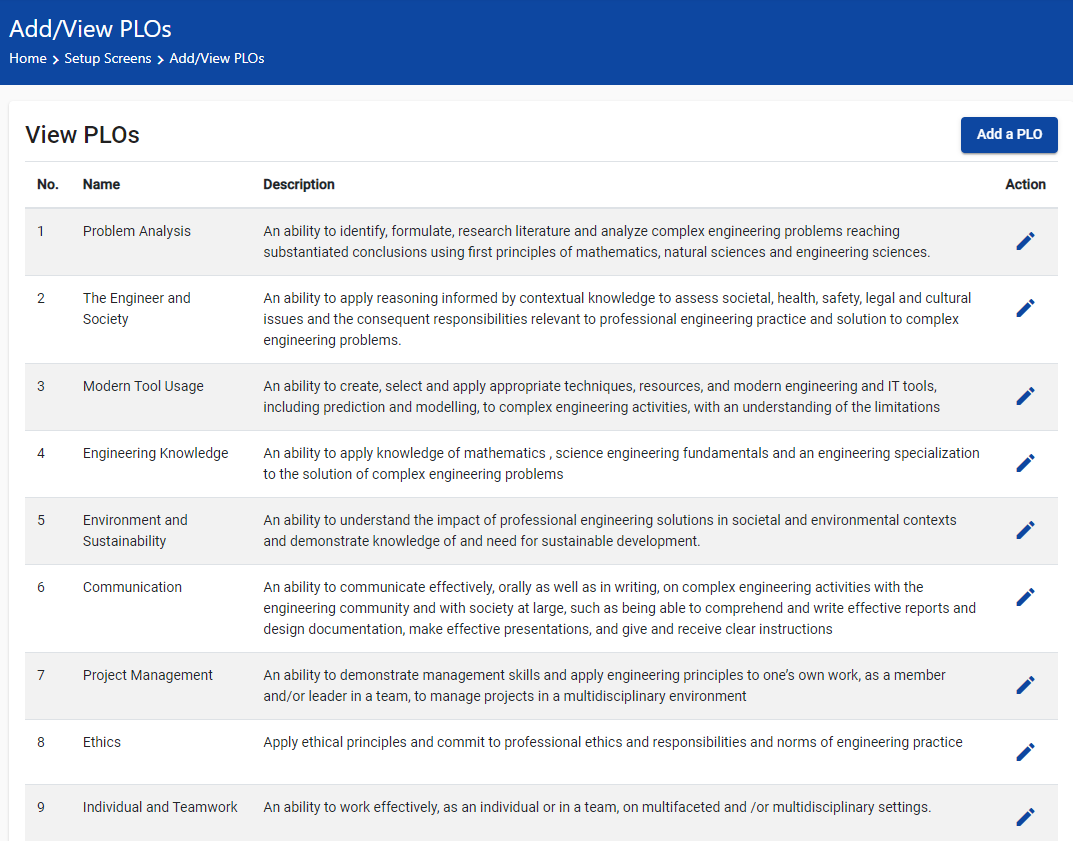 Add/View PLOs
Home > Setup Screens > Add/View PLOs
View PLOs
Add a PLO
No. Name Description Action
1 Problem Analysis An ability to identify, formulate, research literature and analyze complex engineering problems reaching
substantiated conclusions using first principles of mathematics, natural sciences and engineering sciences.
2 The Engineer and An ability to apply reasoning informed by contextual knowledge to assess societal, health, safety, legal and cultural
Society issues and the consequent responsibilities relevant to professional engineering practice and solution to complex
engineering problems.
3 Modern Tool Usage An ability to create, select and apply appropriate techniques, resources, and modern engineering and IT tools,
including prediction and modelling, to complex engineering activities, with an understanding of the limitations
4 Engineering Knowledge An ability to apply knowledge of mathematics , science engineering fundamentals and an engineering specialization
to the solution of complex engineering problems
5 Environment and An ability to understand the impact of professional engineering solutions in societal and environmental contexts
Sustainability and demonstrate knowledge of and need for sustainable development.
6 Communication An ability to communicate effectively, orally as well as in writing, on complex engineering activities with the
engineering community and with society at large, such as being able to comprehend and write effective reports and
design documentation, make effective presentations, and give and receive clear instructions
7 Project Management An ability to demonstrate management skills and apply engineering principles to one’s own work, as a member
and/or leader in a team, to manage projects in a multidisciplinary environment
8 Ethics Apply ethical principles and commit to professional ethics and responsibilities and norms of engineering practice
9 Individual and Teamwork An ability to work effectively, as an individual or in a team, on multifaceted and /or multidisciplinary settings.